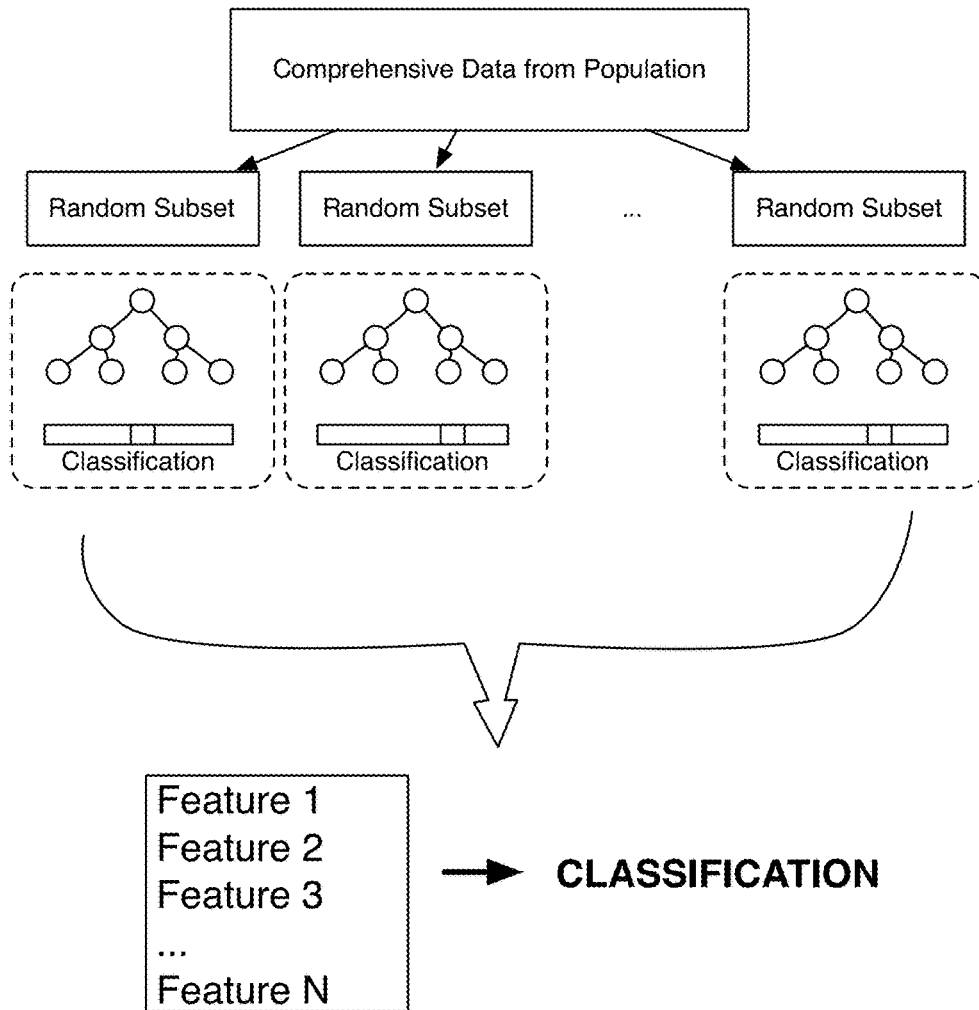 Comprehensive Data from Population
Random Subset
Random Subset
...
Random Subset
Classification
Classification
Classification
Feature 1
Feature 2
Feature 3
...
Feature N
CLASSIFICATION